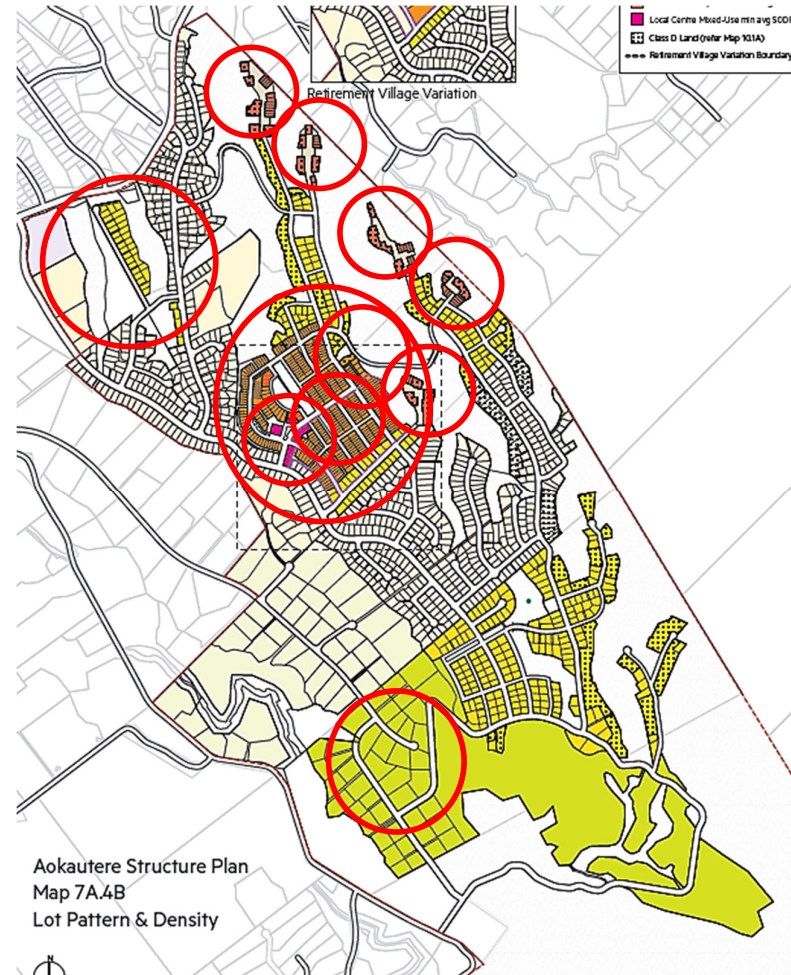 Local Centre Mixed-Use min avg
Class D Land (refer Map 10.1A)
Retirement Village Variation Boundary
Retirement Village Variation
Aokautere Structure Plan
Map 7A.4B
Lot Pattern & Density
N